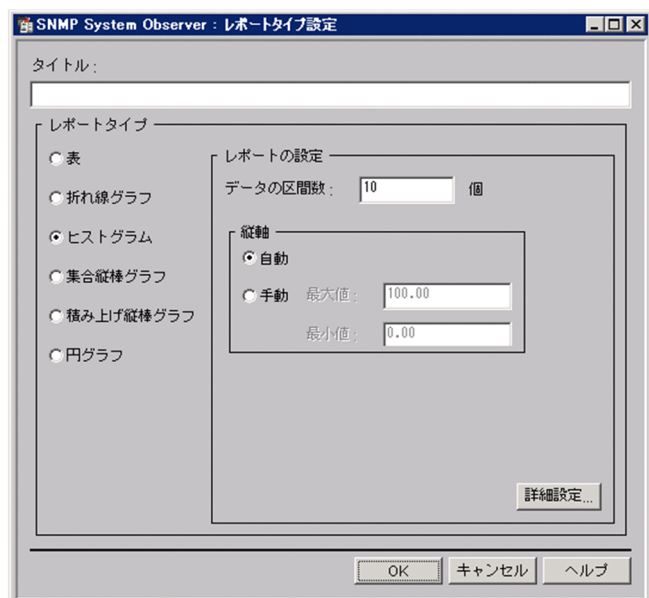 SNMP System Observer：レポートタイプ設定
タイトル：
レポートタイプ
表
折れ線グラフ
ヒストグラム
集合縦棒グラフ
積み上げ縦棒グラフ
円グラフ
レポートの設定
データの区間数： 10 個
縦軸
自動
手動 最大値： 100.00
最小値： 0.00
詳細設定...
OK キャンセル ヘルプ